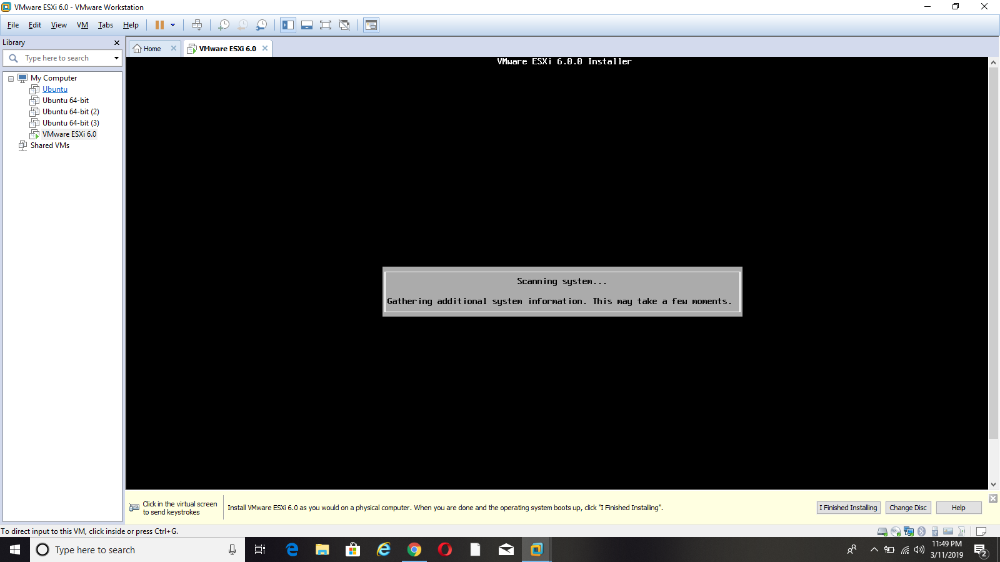 VMware ESXi 6.0 - VMware Workstation
File Edit View VM Tabs Help
Library
Home
VMware ESXi 6.0
Type here to search
VMware ESXi 6.0.0 Installer
My Computer
Ubuntu
Ubuntu 64-bit
Ubuntu 64-bit (2)
Ubuntu 64-bit (3)
VMware ESXi 6.0
Shared VMs
Scanning system...
Gathering additional system information. This may take a few moments.
Click in the virtual screen
to send keystrokes
Install VMware ESXi 6.0 as you would on a physical computer. When you are done and the operating system boots up, click "I Finished Installing".
I Finished Installing
Change Disc
Help
To direct input to this VM, click inside or press Ctrl+G.
Type here to search
11:49 PM
3/11/2019
2